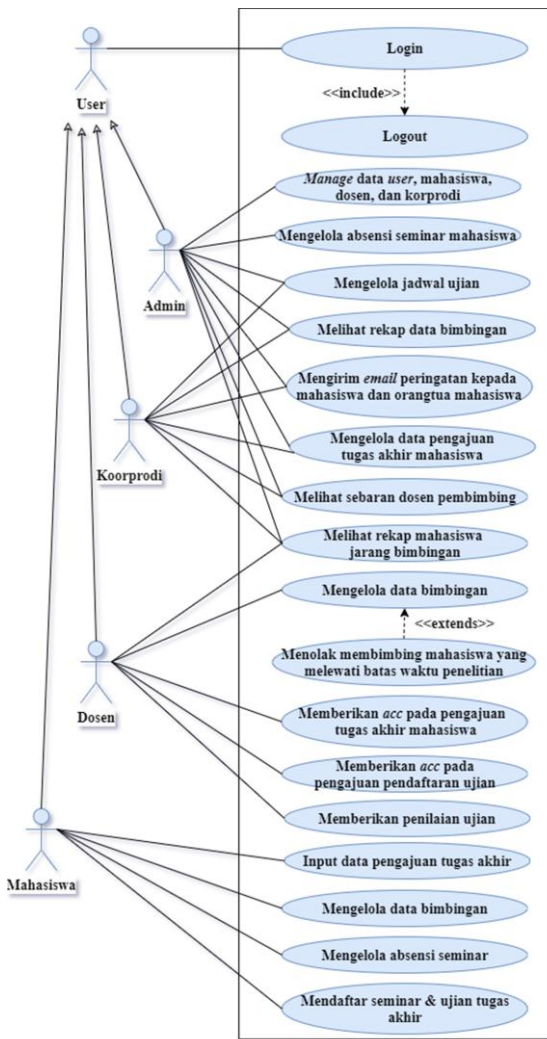 User
Login
<<include>>
Logout
Manage data user, mahasiswa,
dosen, dan korprodi
Mengelola absensi seminar mahasiswa
Admin
Mengelola jadwal ujian
Melihat rekap data bimbingan
Mengirim email peringatan kepada
mahasiswa dan orangtua mahasiswa
Koorprodi
Mengelola data pengajuan
tugas akhir mahasiswa
Melihat sebaran dosen pembimbing
Melihat rekap mahasiswa
jarang bimbingan
Mengelola data bimbingan
<<extends>>
Menolak membimbing mahasiswa yang
melewati batas waktu penelitian
Dosen
Memberikan acc pada pengajuan
tugas akhir mahasiswa
Memberikan acc pada
pengajuan pendaftaran ujian
Memberikan penilaian ujian
Mahasiswa
Input data pengajuan tugas akhir
Mengelola data bimbingan
Mengelola absensi seminar
Mendaftar seminar & ujian tugas
akhir